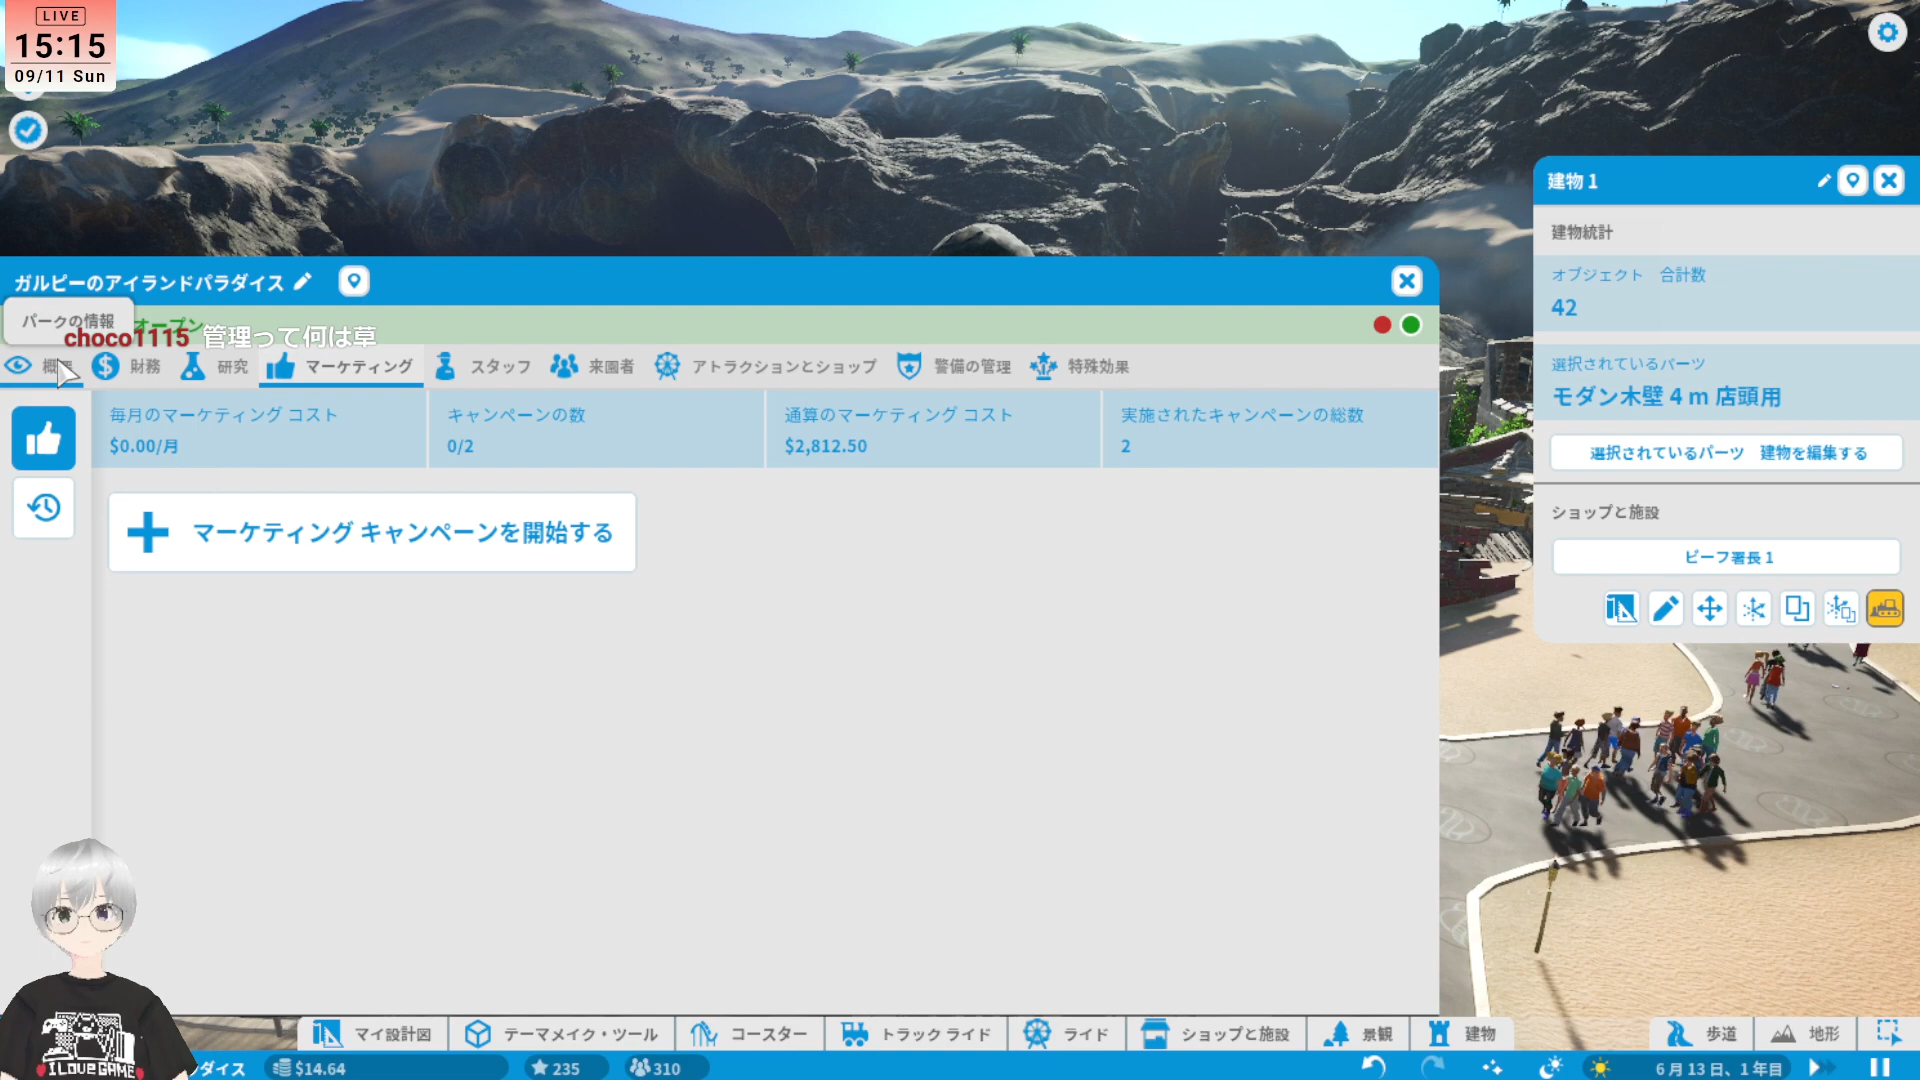 LIVE
15:15
09/11 Sun
ガルピーのアイランドパラダイス
パークの情報
オープン
choco1115 管理って何は草
財務
研究
マーケティング
スタッフ
来園者
アトラクションとショップ
警備の管理
特殊効果
毎月のマーケティング コスト
$0.00/月
キャンペーンの数
0/2
通算のマーケティング コスト
$2,812.50
実施されたキャンペーンの総数
2
マーケティング キャンペーンを開始する
建物 1
建物統計
オブジェクト 合計数
42
選択されているパーツ
モダン木壁 4 m 店頭用
選択されているパーツ 建物を編集する
ショップと施設
ビーフ署長 1
I LOVE GAME
マイ設計図
テーマメイク・ツール
コースター
トラック ライド
ライド
ショップと施設
景観
建物
歩道
地形
ダイス
$14.64
235
310
6 月 13 日、1 年目